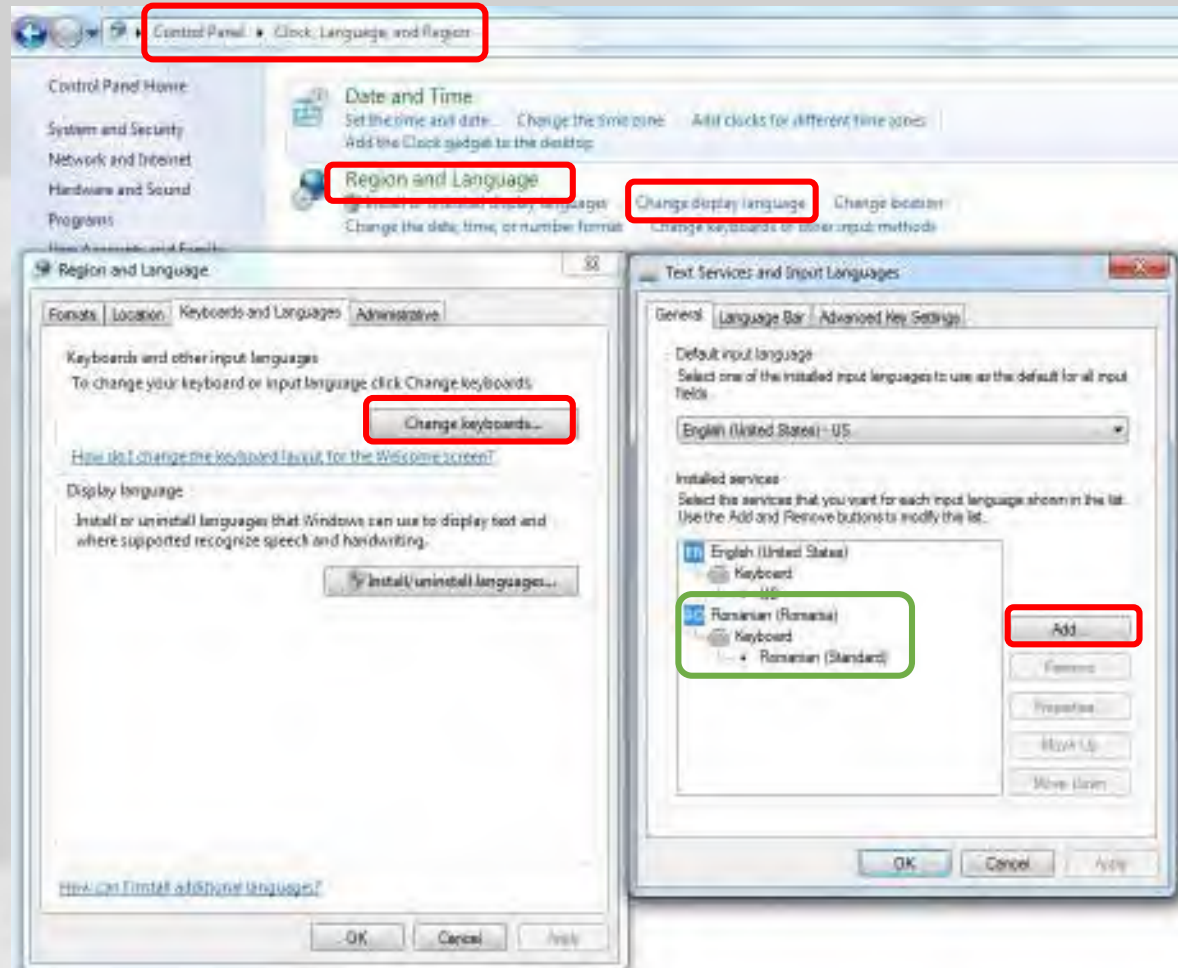 Control Panel ▸ Clock, Language, and Region
Control Panel Home
System and Security
Network and Internet
Hardware and Sound
Programs
Date and Time
Set the time and date Change the time zone Add clocks for different time zones
Add the Clock gadget to the desktop
Region and Language
Install or uninstall display languages Change display language Change location
Change the date, time, or number format Change keyboards or other input methods
Region and Language
Formats Location Keyboards and Languages Administrative
Keyboards and other input languages
To change your keyboard or input language click Change keyboards.
Change keyboards...
How do I change the keyboard layout for the Welcome screen?
Display language
Install or uninstall languages that Windows can use to display text and
where supported recognize speech and handwriting.
Install/uninstall languages...
How can I install additional languages?
OK Cancel Apply
Text Services and Input Languages
General Language Bar Advanced Key Settings
Default input language
Select one of the installed input languages to use as the default for all input
fields.
English (United States) - US
Installed services
Select the services that you want for each input language shown in the list.
Use the Add and Remove buttons to modify the list.
EN English (United States)
Keyboard
US
Romanian (Romania)
Keyboard
• Romanian (Standard)
Add...
Remove
Properties...
Move Up
Move Down
OK Cancel Apply